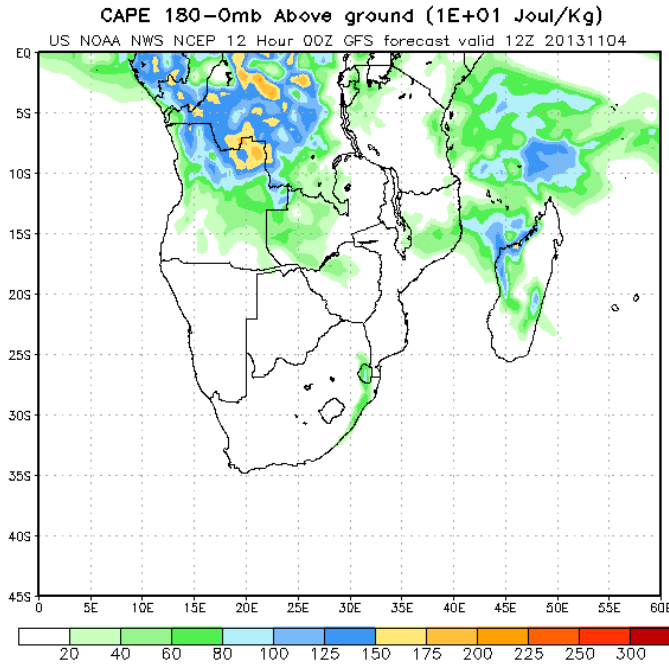 CAPE 180-0mb Above ground (1E+01 Joul/Kg)
US NOAA NWS NCEP 12 Hour 00Z GFS forecast valid 12Z 20131104
EQ
5S
10S
15S
20S
25S
30S
35S
40S
45S
0 5E 10E 15E 20E 25E 30E 35E 40E 45E 50E 55E 60E
20 40 60 80 100 125 150 175 200 225 250 300